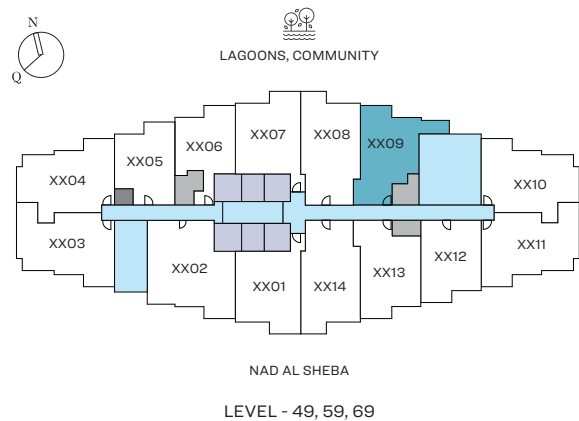 N
Q
LAGOONS, COMMUNITY
XX07
XX08
XX06
XX09
XX05
XX04
XX10
XX03
XX11
XX02
XX12
XX13
XX01
XX14
NAD AL SHEBA
LEVEL - 49, 59, 69